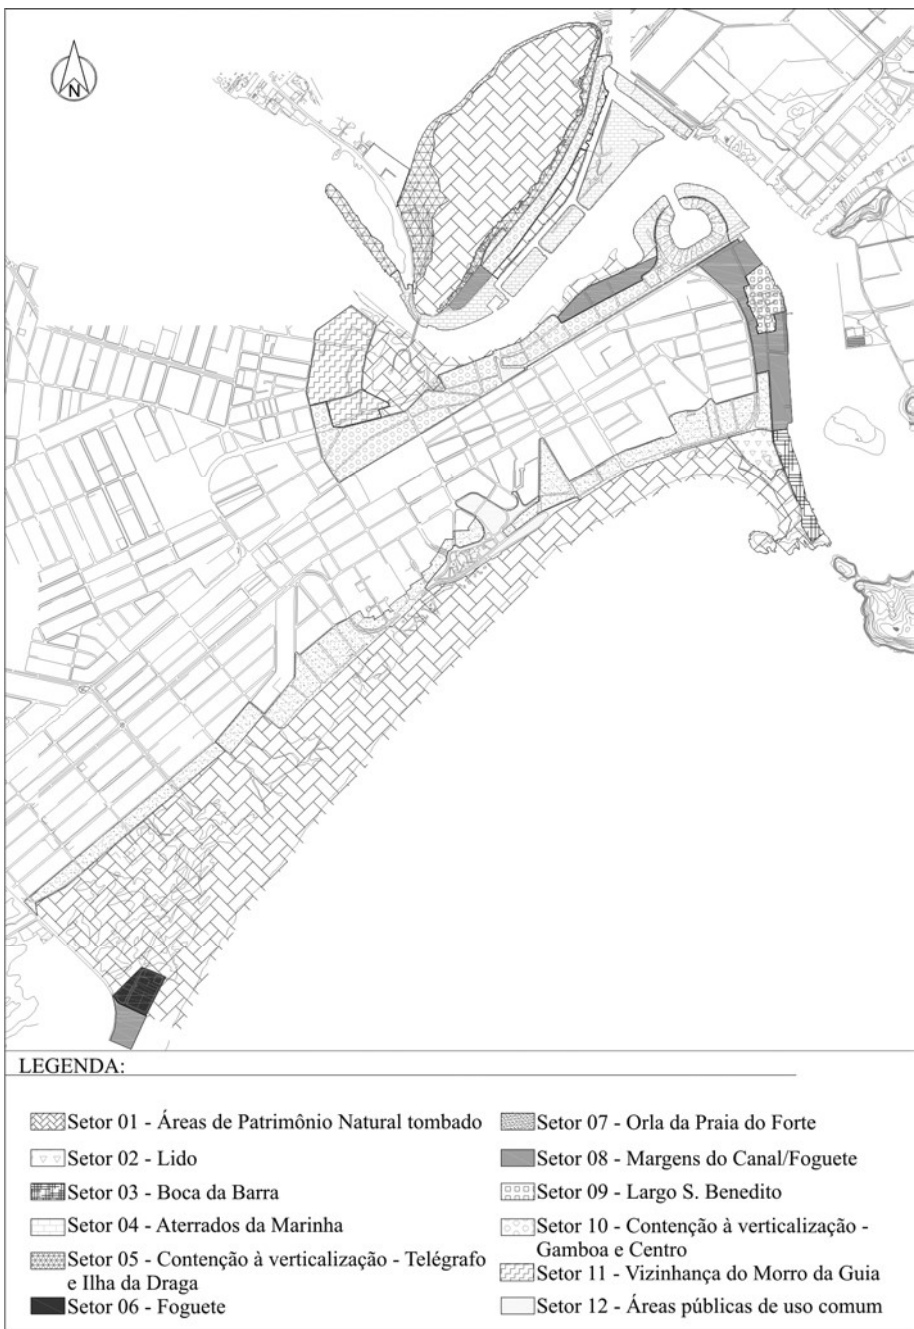 N
LEGENDA:
Setor 01 - Áreas de Patrimônio Natural tombado
Setor 02 - Lido
Setor 03 - Boca da Barra
Setor 04 - Aterrados da Marinha
Setor 05 - Contenção à verticalização - Telégrafo
e Ilha da Draga
Setor 06 - Foguete
Setor 07 - Orla da Praia do Forte
Setor 08 - Margens do Canal/Foguete
Setor 09 - Largo S. Benedito
Setor 10 - Contenção à verticalização -
Gamboa e Centro
Setor 11 - Vizinhança do Morro da Guia
Setor 12 - Áreas públicas de uso comum